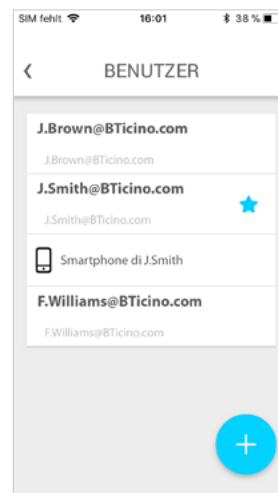 SIM fehlt 16:01 38 %
BENUTZER
J.Brown@BTicino.com
J.Brown@BTicino.com
J.Smith@BTicino.com
J.Smith@BTicino.com
Smartphone di J.Smith
F.Williams@BTicino.com
F.Williams@BTicino.com